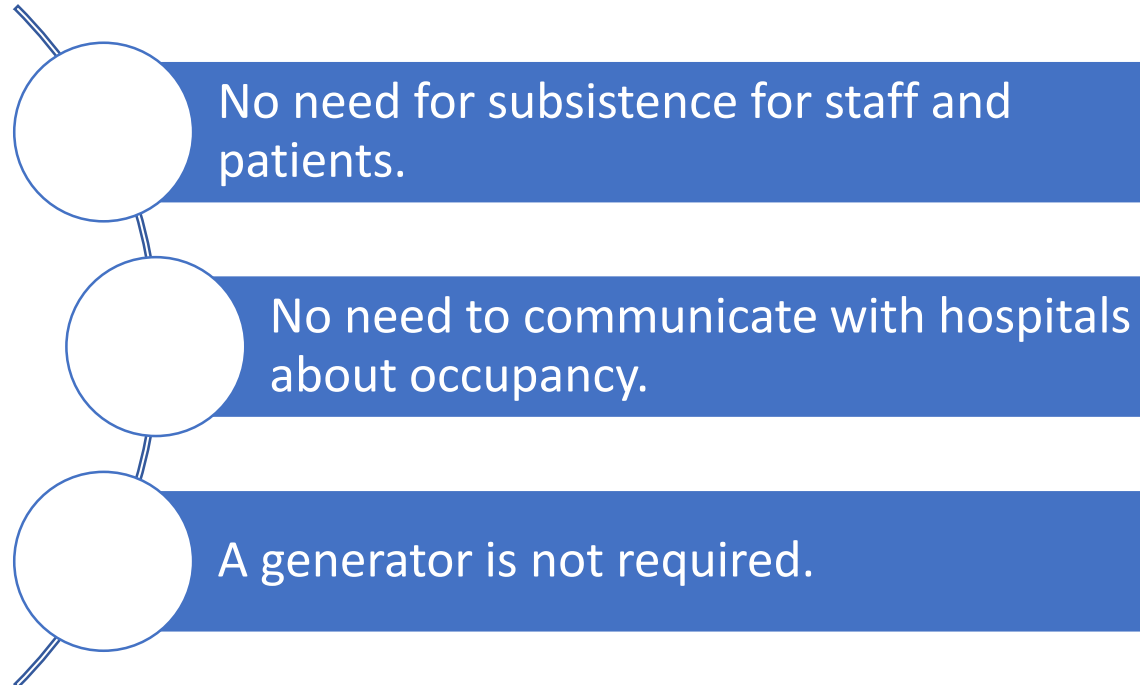 No need for subsistence for staff and
patients.
No need to communicate with hospitals
about occupancy.
A generator is not required.